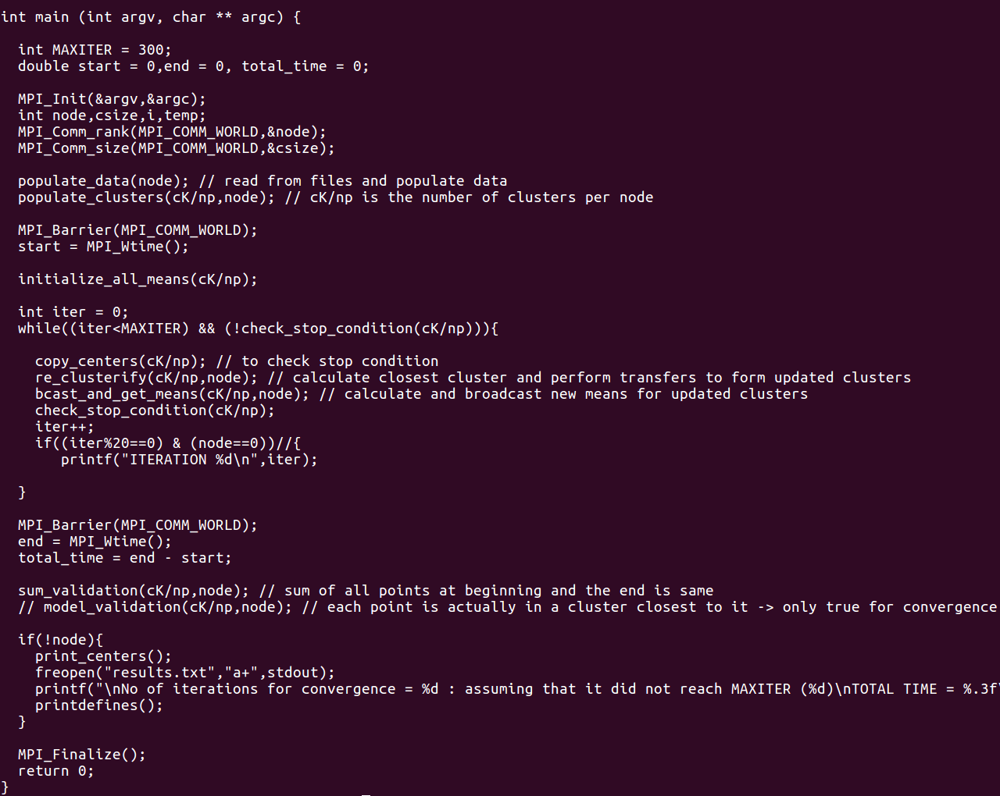 int main (int argv, char ** argc) {
int MAXITER = 300;
double start = 0,end = 0, total_time = 0;
MPI_Init(&argv,&argc);
int node,csize,i,temp;
MPI_Comm_rank(MPI_COMM_WORLD,&node);
MPI_Comm_size(MPI_COMM_WORLD,&csize);
populate_data(node); // read from files and populate data
populate_clusters(cK/np,node); // cK/np is the number of clusters per node
MPI_Barrier(MPI_COMM_WORLD);
start = MPI_Wtime();
initialize_all_means(cK/np);
int iter = 0;
while((iter<MAXITER) && (!check_stop_condition(cK/np))){
copy_centers(cK/np); // to check stop condition
re_clusterify(cK/np,node); // calculate closest cluster and perform transfers to form updated clusters
bcast_and_get_means(cK/np,node); // calculate and broadcast new means for updated clusters
check_stop_condition(cK/np);
iter++;
if((iter%20==0) & (node==0))//{
printf("ITERATION %d\n",iter);
}
MPI_Barrier(MPI_COMM_WORLD);
end = MPI_Wtime();
total_time = end - start;
sum_validation(cK/np,node); // sum of all points at beginning and the end is same
// model_validation(cK/np,node); // each point is actually in a cluster closest to it -> only true for convergence
if(!node){
print_centers();
freopen("results.txt","a+",stdout);
printf("\nNo of iterations for convergence = %d : assuming that it did not reach MAXITER (%d)\nTOTAL TIME = %.3f\
printdefines();
}
MPI_Finalize();
return 0;
}